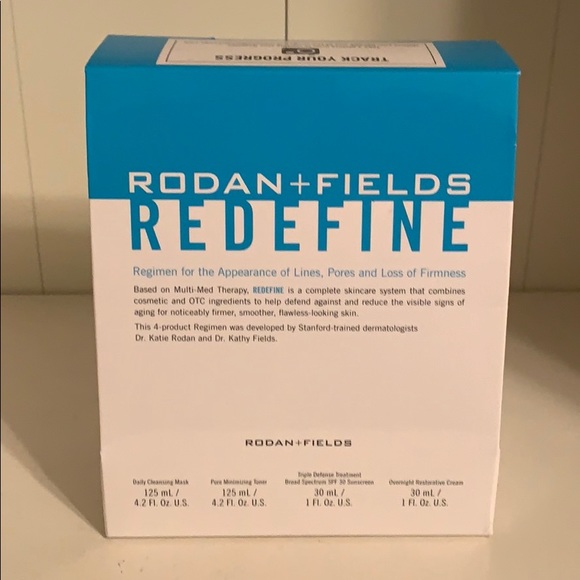 TRACK YOUR PROGRESS
RODAN+FIELDS
REDEFINE
Regimen for the Appearance of Lines, Pores and Loss of Firmness
Based on Multi-Med Therapy, REDEFINE is a complete skincare system that combines
cosmetic and OTC ingredients to help defend against and reduce the visible signs of
aging for noticeably firmer, smoother, flawless-looking skin.
This 4-product Regimen was developed by Stanford-trained dermatologists
Dr. Katie Rodan and Dr. Kathy Fields.
RODAN+FIELDS
Daily Cleansing Mask
125 mL /
4.2 Fl. Oz. U.S.
Pore Minimizing Toner
125 mL /
4.2 Fl. Oz. U.S.
Triple Defense Treatment
Broad Spectrum SPF 30 Sunscreen
30 mL /
1 Fl. Oz. U.S.
Overnight Restorative Cream
30 mL /
1 Fl. Oz. U.S.